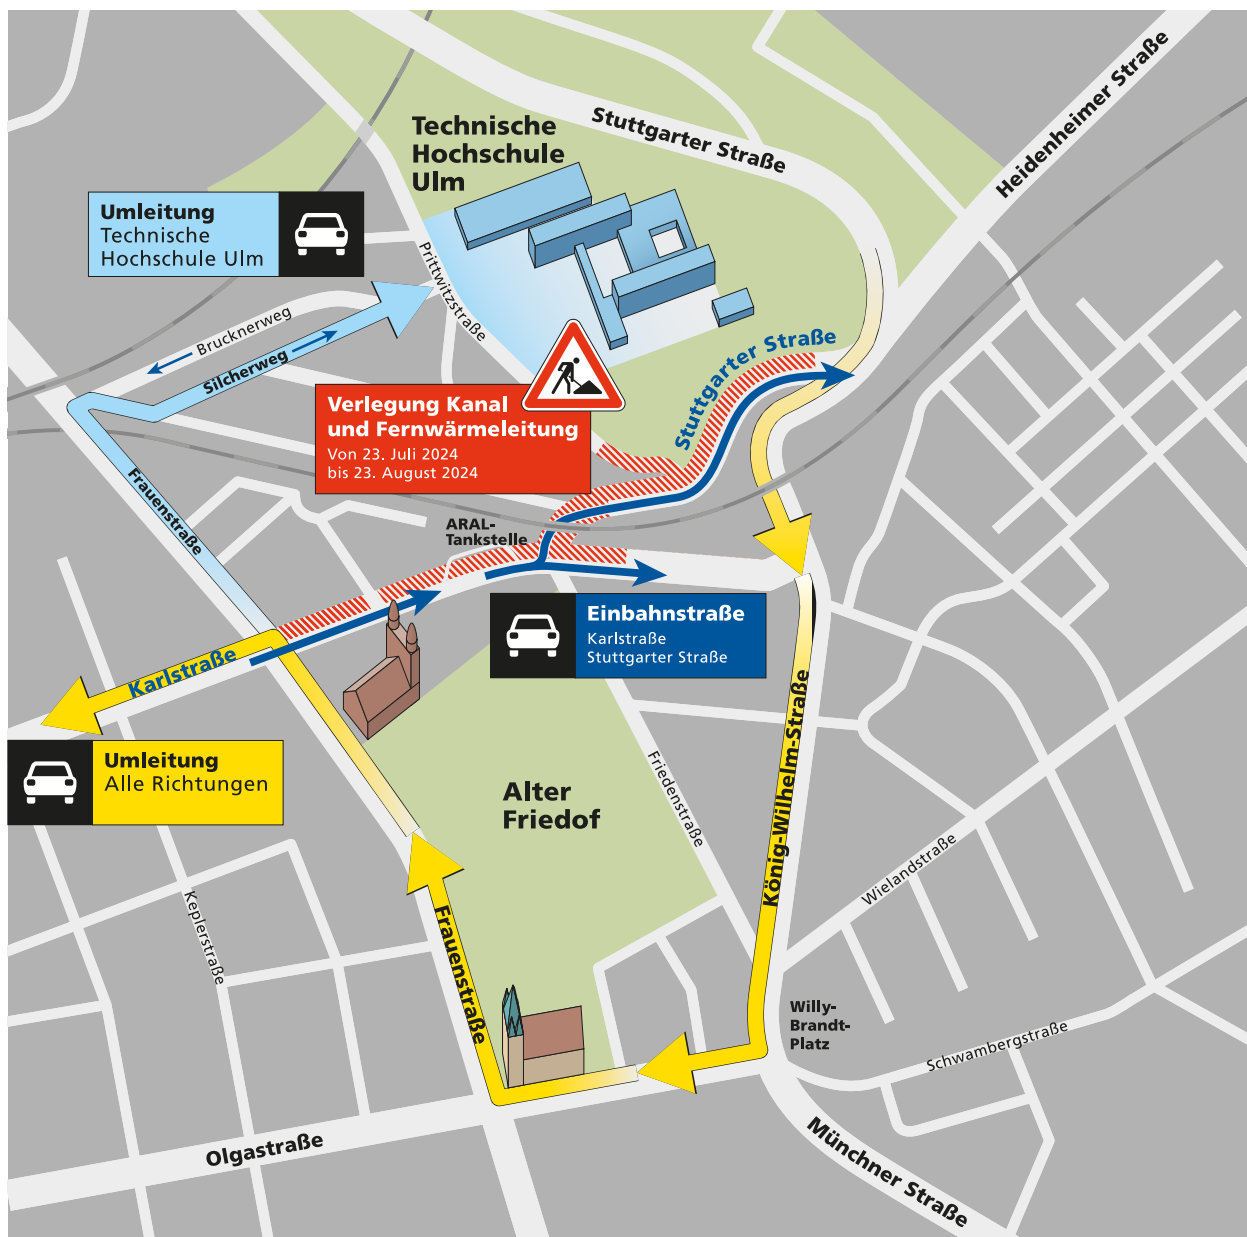 Stuttgarter Straße
Heidenheimer Straße
Technische
Hochschule
Ulm
Umleitung
Technische
Hochschule Ulm
Prittwitzstraße
Brucknerweg
Silcherweg
Stuttgarter Straße
Verlegung Kanal
und Fernwärmeleitung
Von 23. Juli 2024
bis 23. August 2024
Frauenstraße
ARAL-
Tankstelle
Einbahnstraße
Karlstraße
Stuttgarter Straße
Karlstraße
Umleitung
Alle Richtungen
König-Wilhelm-Straße
Friedenstraße
Alter
Friedof
Wielandstraße
Keplerstraße
Frauenstraße
Willy-
Brandt-
Platz
Schwambergstraße
Olgastraße
Münchner Straße